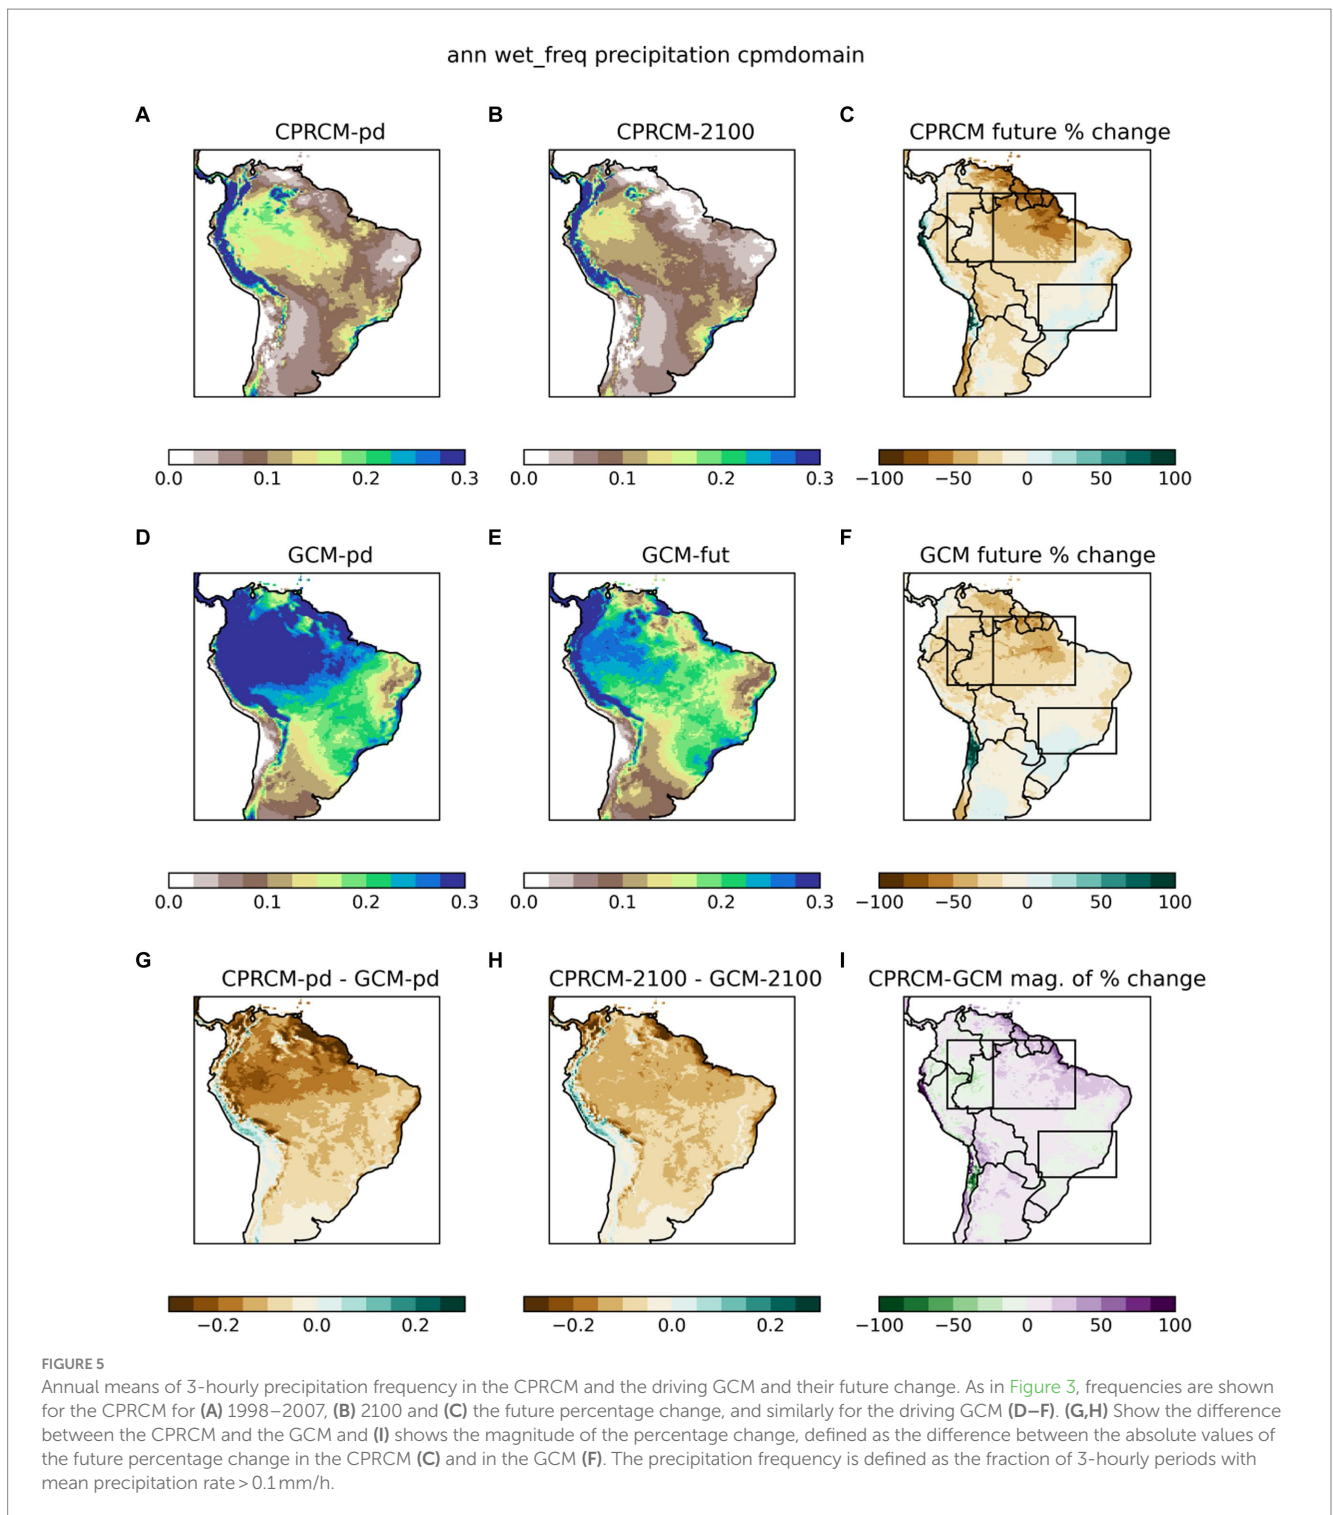 ann wet_freq precipitation cpmdomain
A
CPRCM-pd
B
CPRCM-2100
C
CPRCM future % change
0.0 0.1 0.2 0.3
0.0 0.1 0.2 0.3
−100 −50 0 50 100
D
GCM-pd
E
GCM-fut
F
GCM future % change
0.0 0.1 0.2 0.3
0.0 0.1 0.2 0.3
−100 −50 0 50 100
G
CPRCM-pd - GCM-pd
H
CPRCM-2100 - GCM-2100
I
CPRCM-GCM mag. of % change
−0.2 0.0 0.2
−0.2 0.0 0.2
−100 −50 0 50 100
FIGURE 5
Annual means of 3-hourly precipitation frequency in the CPRCM and the driving GCM and their future change. As in Figure 3, frequencies are shown
for the CPRCM for (A) 1998–2007, (B) 2100 and (C) the future percentage change, and similarly for the driving GCM (D–F). (G,H) Show the difference
between the CPRCM and the GCM and (I) shows the magnitude of the percentage change, defined as the difference between the absolute values of
the future percentage change in the CPRCM (C) and in the GCM (F). The precipitation frequency is defined as the fraction of 3-hourly periods with
mean precipitation rate > 0.1 mm/h.